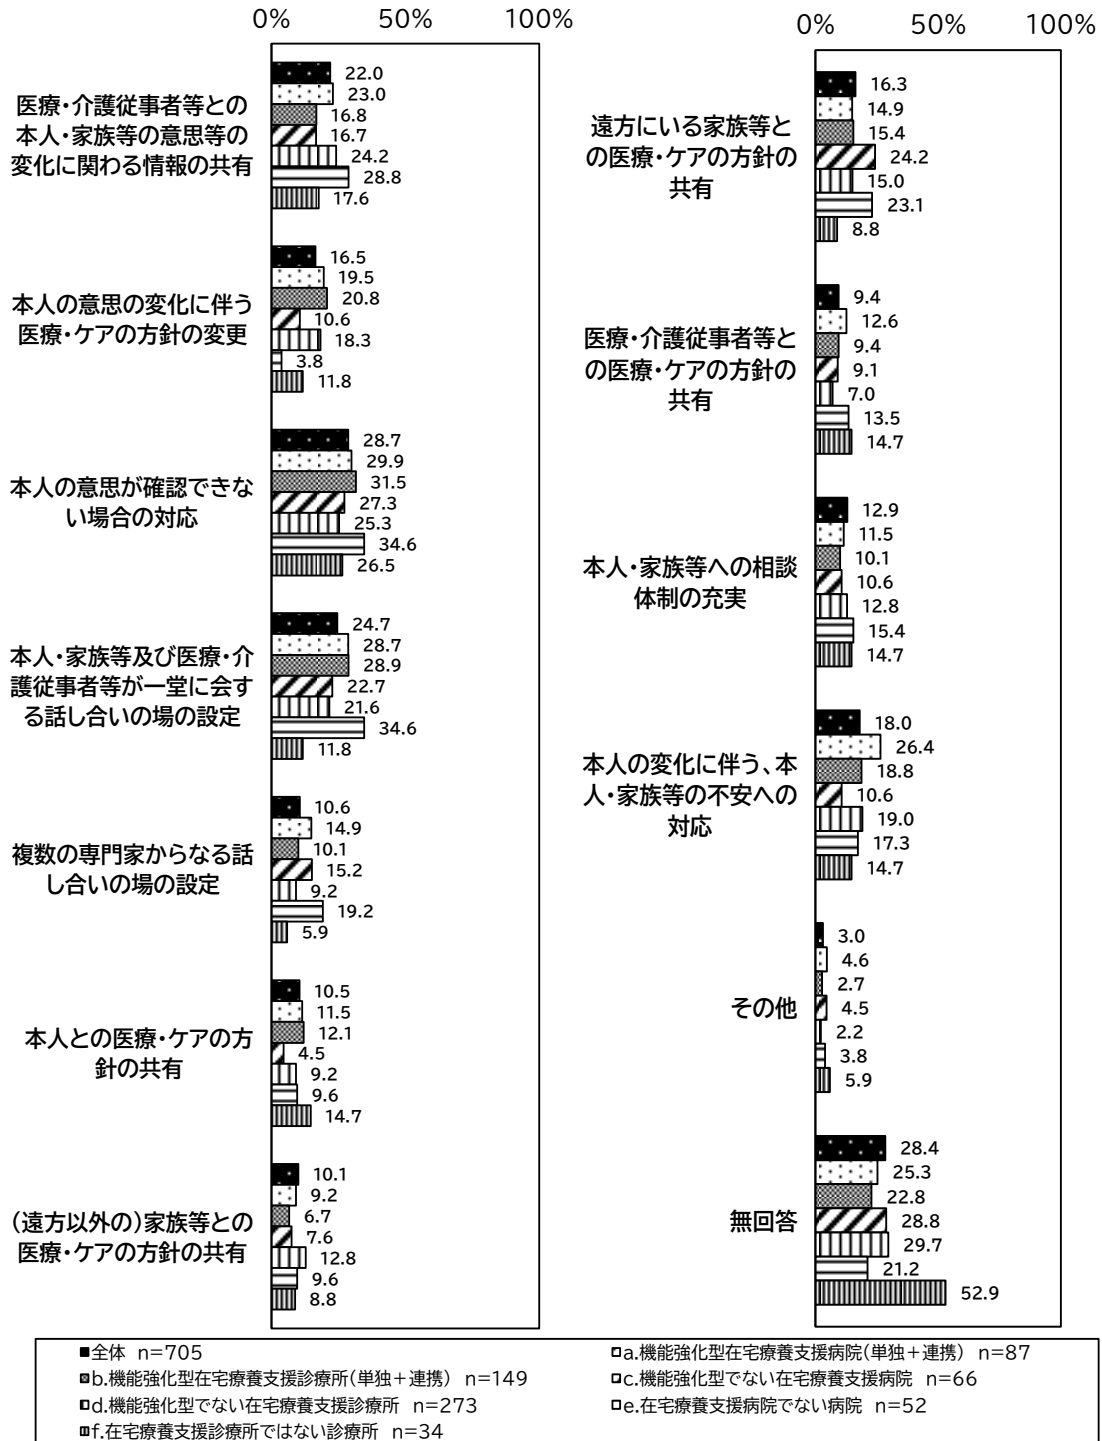 0% 50% 100%
医療・介護従事者等との
本人・家族等の意思等の
変化に関わる情報の共有
22.0
23.0
16.8
16.7
24.2
28.8
17.6
本人の意思の変化に伴う
医療・ケアの方針の変更
16.5
19.5
20.8
10.6
18.3
3.8
11.8
本人の意思が確認できな
い場合の対応
28.7
29.9
31.5
27.3
25.3
34.6
26.5
本人・家族等及び医療・介
護従事者等が一堂に会す
る話し合いの場の設定
24.7
28.7
28.9
22.7
21.6
34.6
11.8
複数の専門家からなる話
し合いの場の設定
10.6
14.9
10.1
15.2
9.2
19.2
5.9
本人との医療・ケアの方
針の共有
10.5
11.5
12.1
4.5
9.2
9.6
14.7
(遠方以外の)家族等との
医療・ケアの方針の共有
10.1
9.2
6.7
7.6
12.8
9.6
8.8
0% 50% 100%
遠方にいる家族等と
の医療・ケアの方針の
共有
16.3
14.9
15.4
24.2
15.0
23.1
8.8
医療・介護従事者等と
の医療・ケアの方針の
共有
9.4
12.6
9.4
9.1
7.0
13.5
14.7
本人・家族等への相談
体制の充実
12.9
11.5
10.1
10.6
12.8
15.4
14.7
本人の変化に伴う、本
人・家族等の不安への
対応
18.0
26.4
18.8
10.6
19.0
17.3
14.7
その他
3.0
4.6
2.7
4.5
2.2
3.8
5.9
無回答
28.4
25.3
22.8
28.8
29.7
21.2
52.9
全体 n=705
a.機能強化型在宅療養支援病院(単独+連携) n=87
b.機能強化型在宅療養支援診療所(単独+連携) n=149
c.機能強化型でない在宅療養支援病院 n=66
d.機能強化型でない在宅療養支援診療所 n=273
e.在宅療養支援病院でない病院 n=52
f.在宅療養支援診療所ではない診療所 n=34